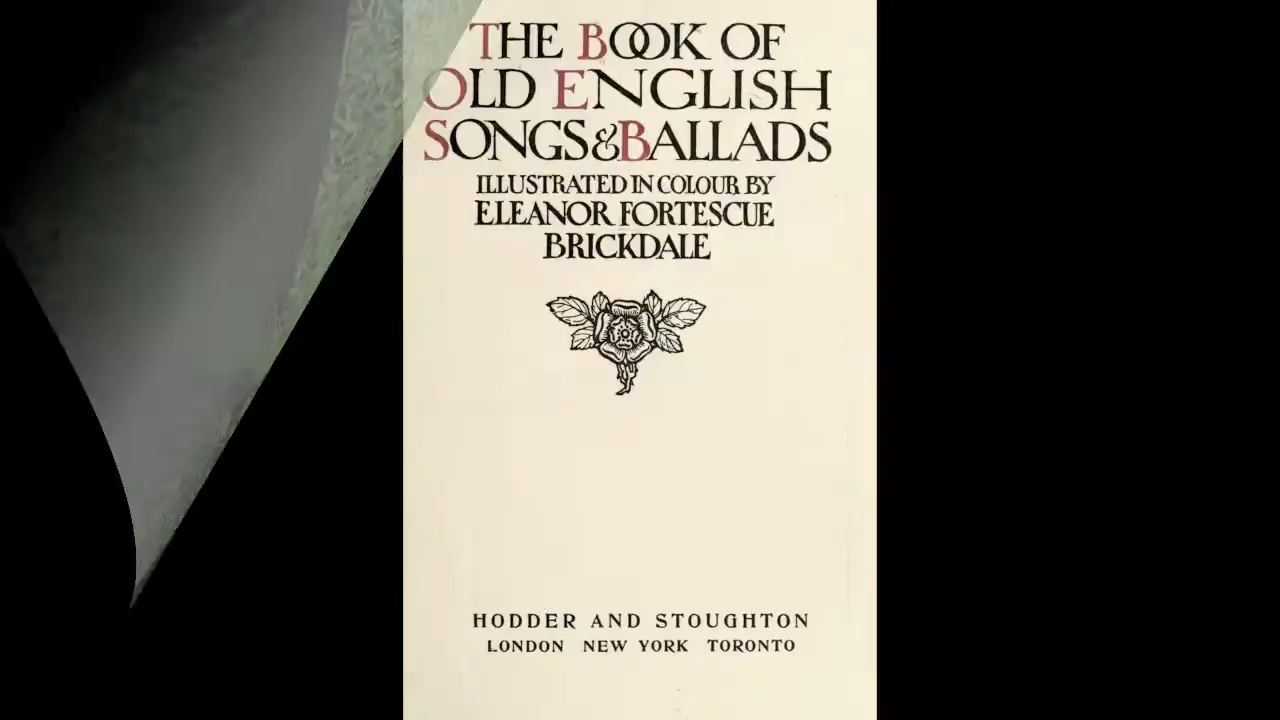 THE BOOK OF
OLD ENGLISH
SONGS & BALLADS
ILLUSTRATED IN COLOUR BY
ELEANOR FORTESCUE
BRICKDALE
HODDER AND STOUGHTON
LONDON NEW YORK TORONTO